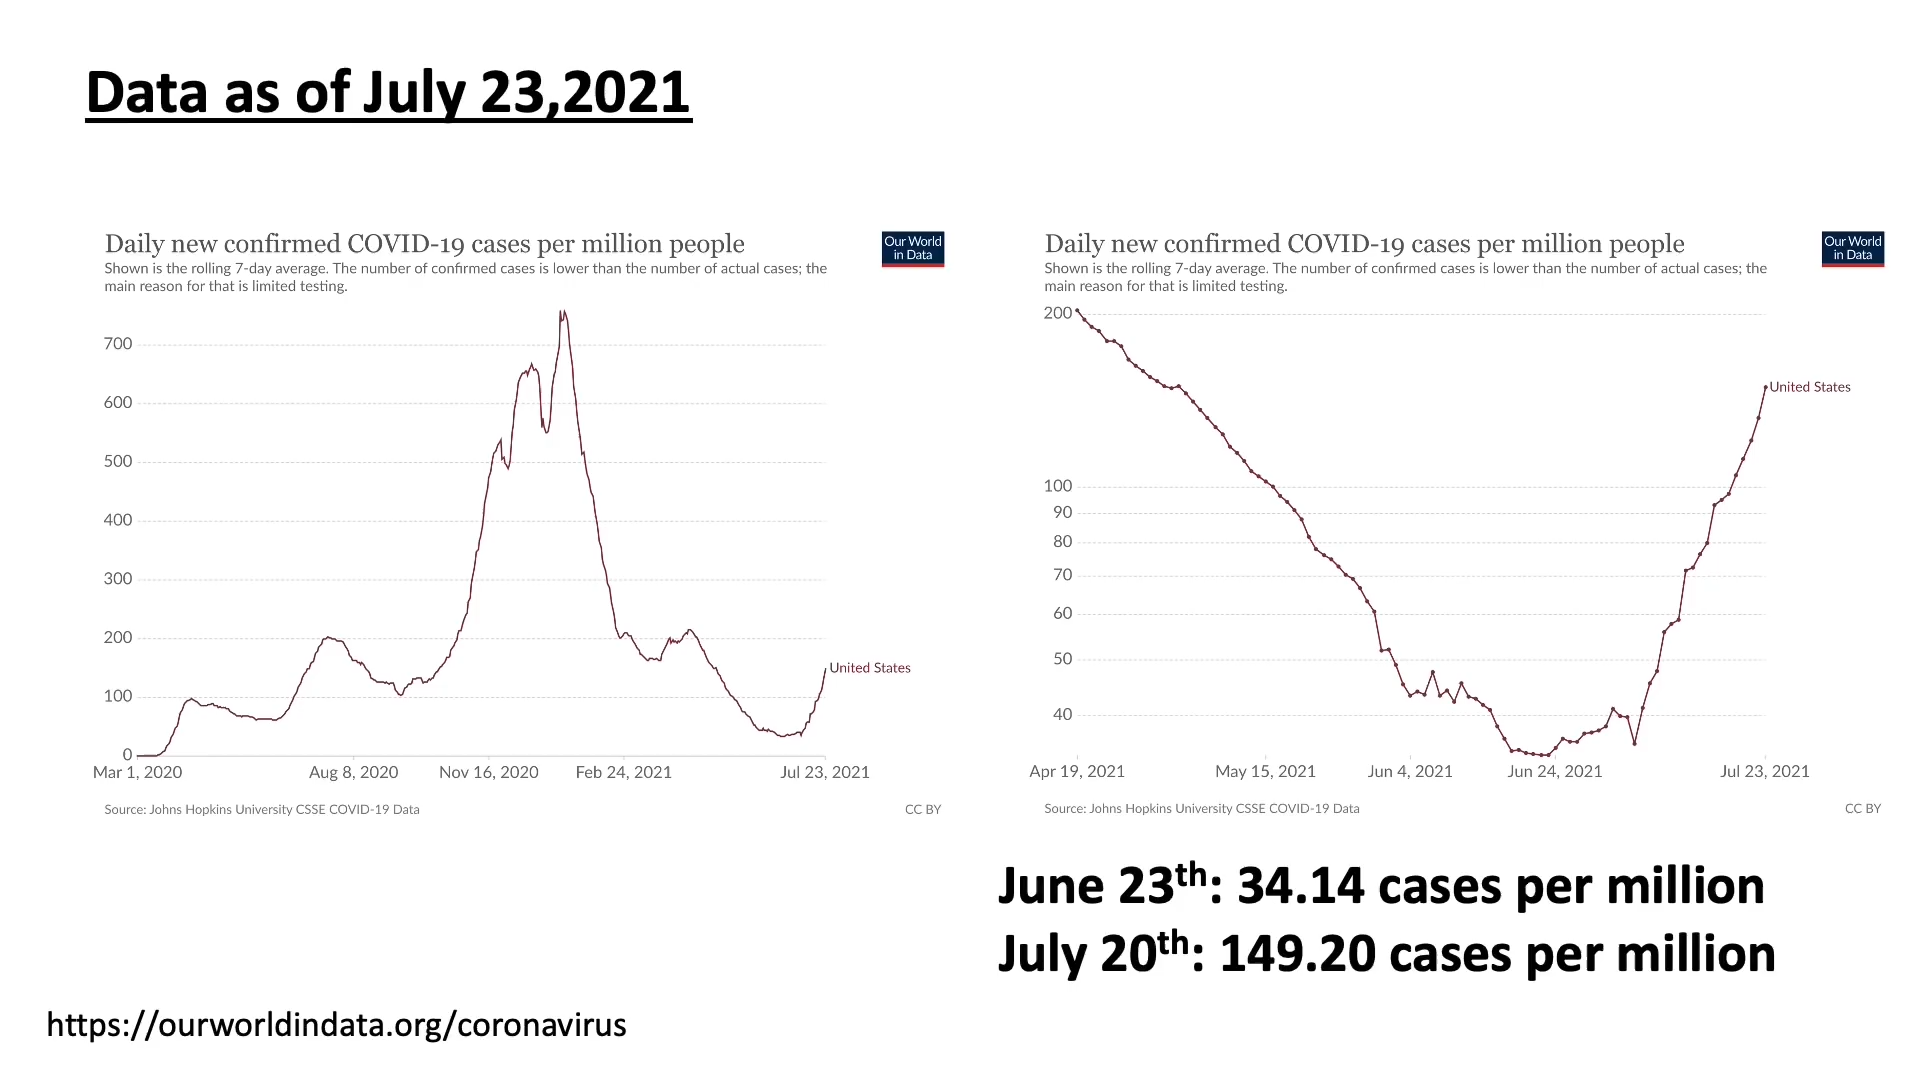 Data as of July 23,2021
Daily new confirmed COVID-19 cases per million people
Our World
in Data
Shown is the rolling 7-day average. The number of confirmed cases is lower than the number of actual cases; the
main reason for that is limited testing.
700
600
500
400
300
200
100
0
United States
Mar 1, 2020
Aug 8, 2020
Nov 16, 2020
Feb 24, 2021
Jul 23, 2021
Source: Johns Hopkins University CSSE COVID-19 Data
CC BY
Daily new confirmed COVID-19 cases per million people
Our World
in Data
Shown is the rolling 7-day average. The number of confirmed cases is lower than the number of actual cases; the
main reason for that is limited testing.
200
United States
100
90
80
70
60
50
40
Apr 19, 2021
May 15, 2021
Jun 4, 2021
Jun 24, 2021
Jul 23, 2021
Source: Johns Hopkins University CSSE COVID-19 Data
CC BY
June 23th: 34.14 cases per million
July 20th: 149.20 cases per million
https://ourworldindata.org/coronavirus